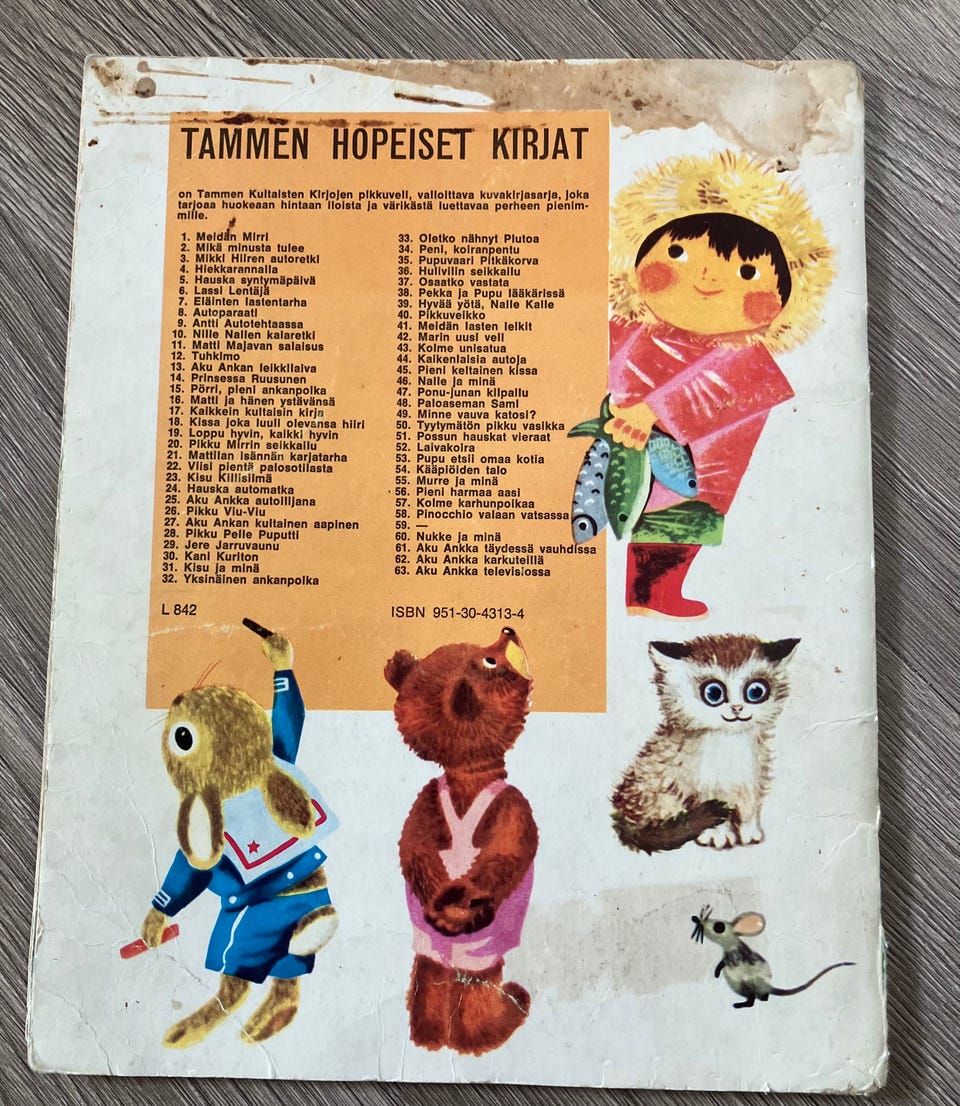 TAMMEN HOPEISET KIRJAT
on Tammen Kultaisten Kirjojen pikkuveli, valloittava kuvakirjasarja, joka
tarjoaa huokeaan hintaan iloista ja värikästä luettavaa perheen pienim-
mille.
1. Meidän Mirri
2. Mikä minusta tulee
3. Mikki Hiiren autoretki
4. Hiekkarannalla
5. Hauska syntymäpäivä
6. Lassi Lentäjä
7. Eläinten lastentarha
8. Autoparaati
9. Antti Autotehtaassa
10. Nille Nallen kalaretki
11. Matti Majavan salaisus
12. Tuhkimo
13. Aku Ankan leikkilaiva
14. Prinsessa Ruusunen
15. Pörri, pieni ankanpoika
16. Matti ja hänen ystävänsä
17. Kaikkein kultaisin kirja
18. Kissa joka luuli olevansa hiiri
19. Loppu hyvin, kaikki hyvin
20. Pikku Mirrin seikkailu
21. Mattilan isännän karjatarha
22. Viisi pientä palosotilasta
23. Kisu Killisilmä
24. Hauska automatka
25. Aku Ankka autoilijana
26. Pikku Viu-Viu
27. Aku Ankan kultainen aapinen
28. Pikku Pelle Puputti
29. Jere Jarruvaunu
30. Kani Kuriton
31. Kisu ja minä
32. Yksinäinen ankanpoika
33. Oletko nähnyt Plutoa
34. Peni, koiranpentu
35. Pupuvaari Pitkäkorva
36. Hulivilin seikkailu
37. Osaatko vastata
38. Pekka ja Pupu lääkärissä
39. Hyvää yötä, Nalle Kalle
40. Pikkuveikko
41. Meidän lasten leikit
42. Marin uusi veli
43. Kolme unisatua
44. Kaikenlaisia autoja
45. Pieni keltainen kissa
46. Nalle ja minä
47. Ponu-junan kilpailu
48. Paloaseman Sami
49. Minne vauva katosi?
50. Tyytymätön pikku vasikka
51. Possun hauskat vieraat
52. Laivakoira
53. Pupu etsii omaa kotia
54. Kääpiöiden talo
55. Murre ja minä
56. Pieni harmaa aasi
57. Kolme karhunpoikaa
58. Pinocchio valaan vatsassa
59. —
60. Nukke ja minä
61. Aku Ankka täydessä vauhdissa
62. Aku Ankka karkuteillä
63. Aku Ankka televisiossa
L 842
ISBN 951-30-4313-4